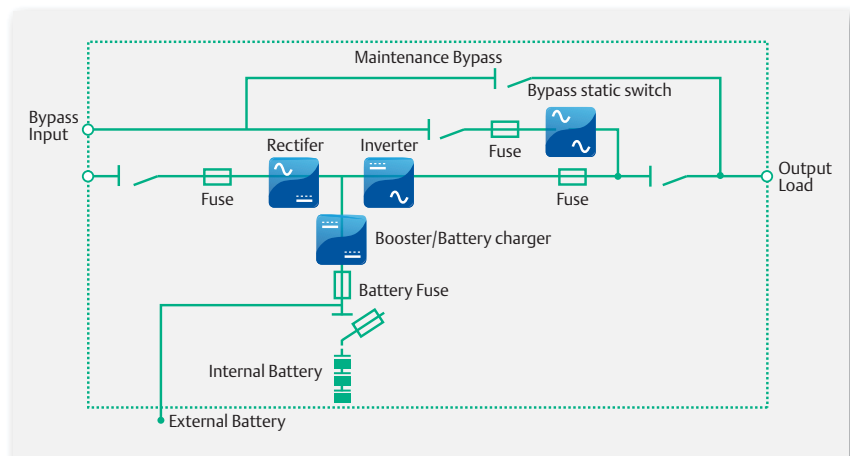 Maintenance Bypass
Bypass static switch
Bypass
Input
Rectifer
Inverter
Fuse
Output
Load
Fuse
Fuse
Booster/Battery charger
Battery Fuse
Internal Battery
External Battery